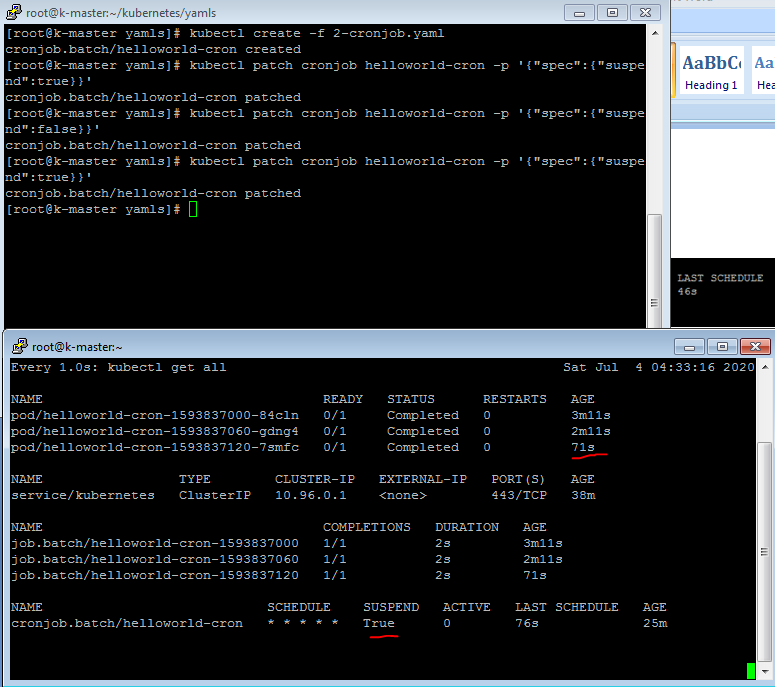 root@k-master:~/kubernetes/yamls
[root@k-master yamls]# kubectl create -f 2-cronjob.yaml
cronjob.batch/helloworld-cron created
[root@k-master yamls]# kubectl patch cronjob helloworld-cron -p '{"spec":{"suspe
nd":true}}'
cronjob.batch/helloworld-cron patched
[root@k-master yamls]# kubectl patch cronjob helloworld-cron -p '{"spec":{"suspe
nd":false}}'
cronjob.batch/helloworld-cron patched
[root@k-master yamls]# kubectl patch cronjob helloworld-cron -p '{"spec":{"suspe
nd":true}}'
cronjob.batch/helloworld-cron patched
[root@k-master yamls]#
AaBbC Aa
Heading 1 Hea
LAST SCHEDULE
46s
root@k-master:~
Every 1.0s: kubectl get all Sat Jul  4 04:33:16 2020
NAME READY STATUS RESTARTS AGE
pod/helloworld-cron-1593837000-84cln 0/1 Completed 0 3m11s
pod/helloworld-cron-1593837060-gdng4 0/1 Completed 0 2m11s
pod/helloworld-cron-1593837120-7smfc 0/1 Completed 0 71s
NAME TYPE CLUSTER-IP EXTERNAL-IP PORT(S) AGE
service/kubernetes ClusterIP 10.96.0.1 <none> 443/TCP 38m
NAME COMPLETIONS DURATION AGE
job.batch/helloworld-cron-1593837000 1/1 2s 3m11s
job.batch/helloworld-cron-1593837060 1/1 2s 2m11s
job.batch/helloworld-cron-1593837120 1/1 2s 71s
NAME SCHEDULE SUSPEND ACTIVE LAST SCHEDULE AGE
cronjob.batch/helloworld-cron * * * * * True 0 76s 25m